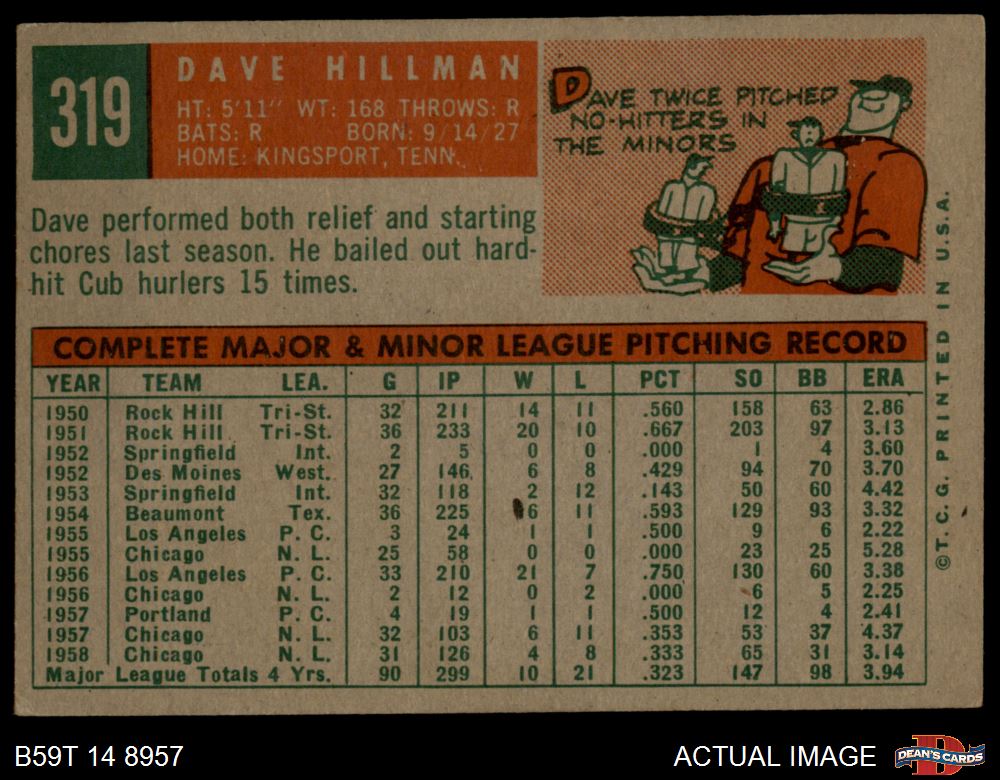 319
DAVE HILLMAN
HT: 5'11" WT: 168 THROWS: R
BATS: R BORN: 9/14/27
HOME: KINGSPORT, TENN.
DAVE TWICE PITCHED
NO-HITTERS IN
THE MINORS
Dave performed both relief and starting
chores last season. He bailed out hard-
hit Cub hurlers 15 times.
COMPLETE MAJOR & MINOR LEAGUE PITCHING RECORD
YEAR TEAM LEA. G IP W L PCT SO BB ERA
1950 Rock Hill Tri-St. 32 211 14 11 .560 158 63 2.86
1951 Rock Hill Tri-St. 36 233 20 10 .667 203 97 3.13
1952 Springfield Int. 2 5 0 0 .000 1 4 3.60
1952 Des Moines West. 27 146 6 8 .429 94 70 3.70
1953 Springfield Int. 32 118 2 12 .143 50 60 4.42
1954 Beaumont Tex. 36 225 6 11 .593 129 93 3.32
1955 Los Angeles P. C. 3 24 1 1 .500 9 6 2.22
1955 Chicago N. L. 25 58 0 0 .000 23 25 5.28
1956 Los Angeles P. C. 33 210 21 7 .750 130 60 3.38
1956 Chicago N. L. 2 12 0 2 .000 6 5 2.25
1957 Portland P. C. 4 19 1 1 .500 12 4 2.41
1957 Chicago N. L. 32 103 6 11 .353 53 37 4.37
1958 Chicago N. L. 31 126 4 8 .333 65 31 3.14
Major League Totals 4 Yrs. 90 299 10 21 .323 147 98 3.94
©T. C. G. PRINTED IN U.S.A.
B59T 14 8957
ACTUAL IMAGE
DEAN'S CARDS